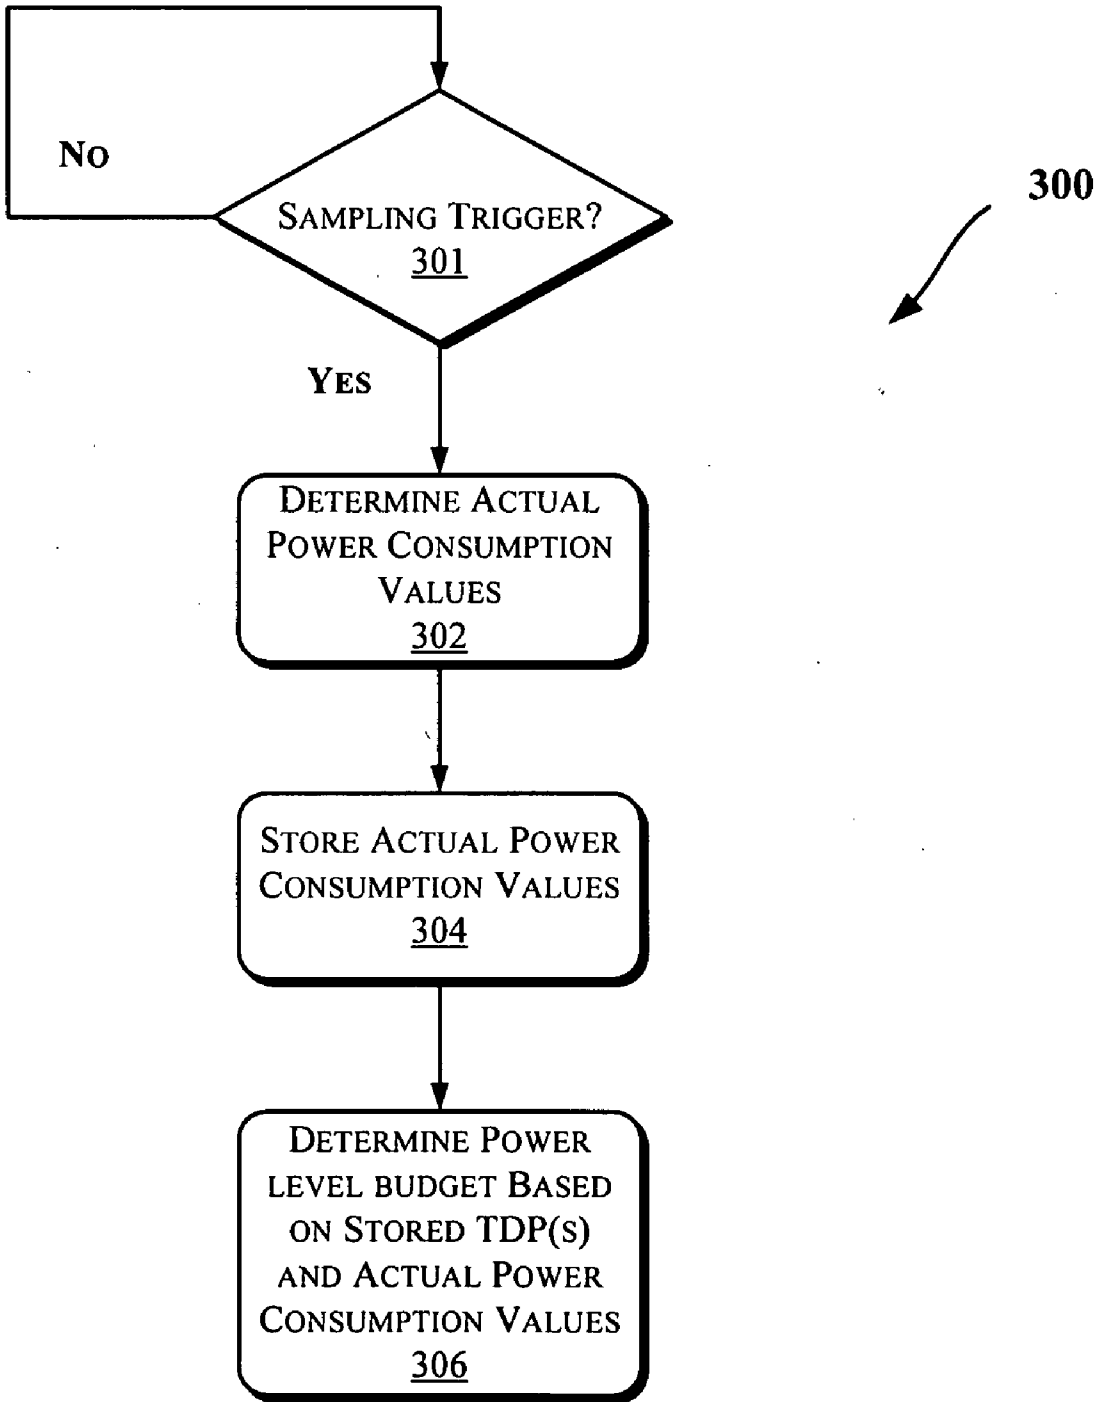 NO
300
SAMPLING TRIGGER?
301
YES
DETERMINE ACTUAL
POWER CONSUMPTION
VALUES
302
STORE ACTUAL POWER
CONSUMPTION VALUES
304
DETERMINE POWER
LEVEL BUDGET BASED
ON STORED TDP(S)
AND ACTUAL POWER
CONSUMPTION VALUES
306